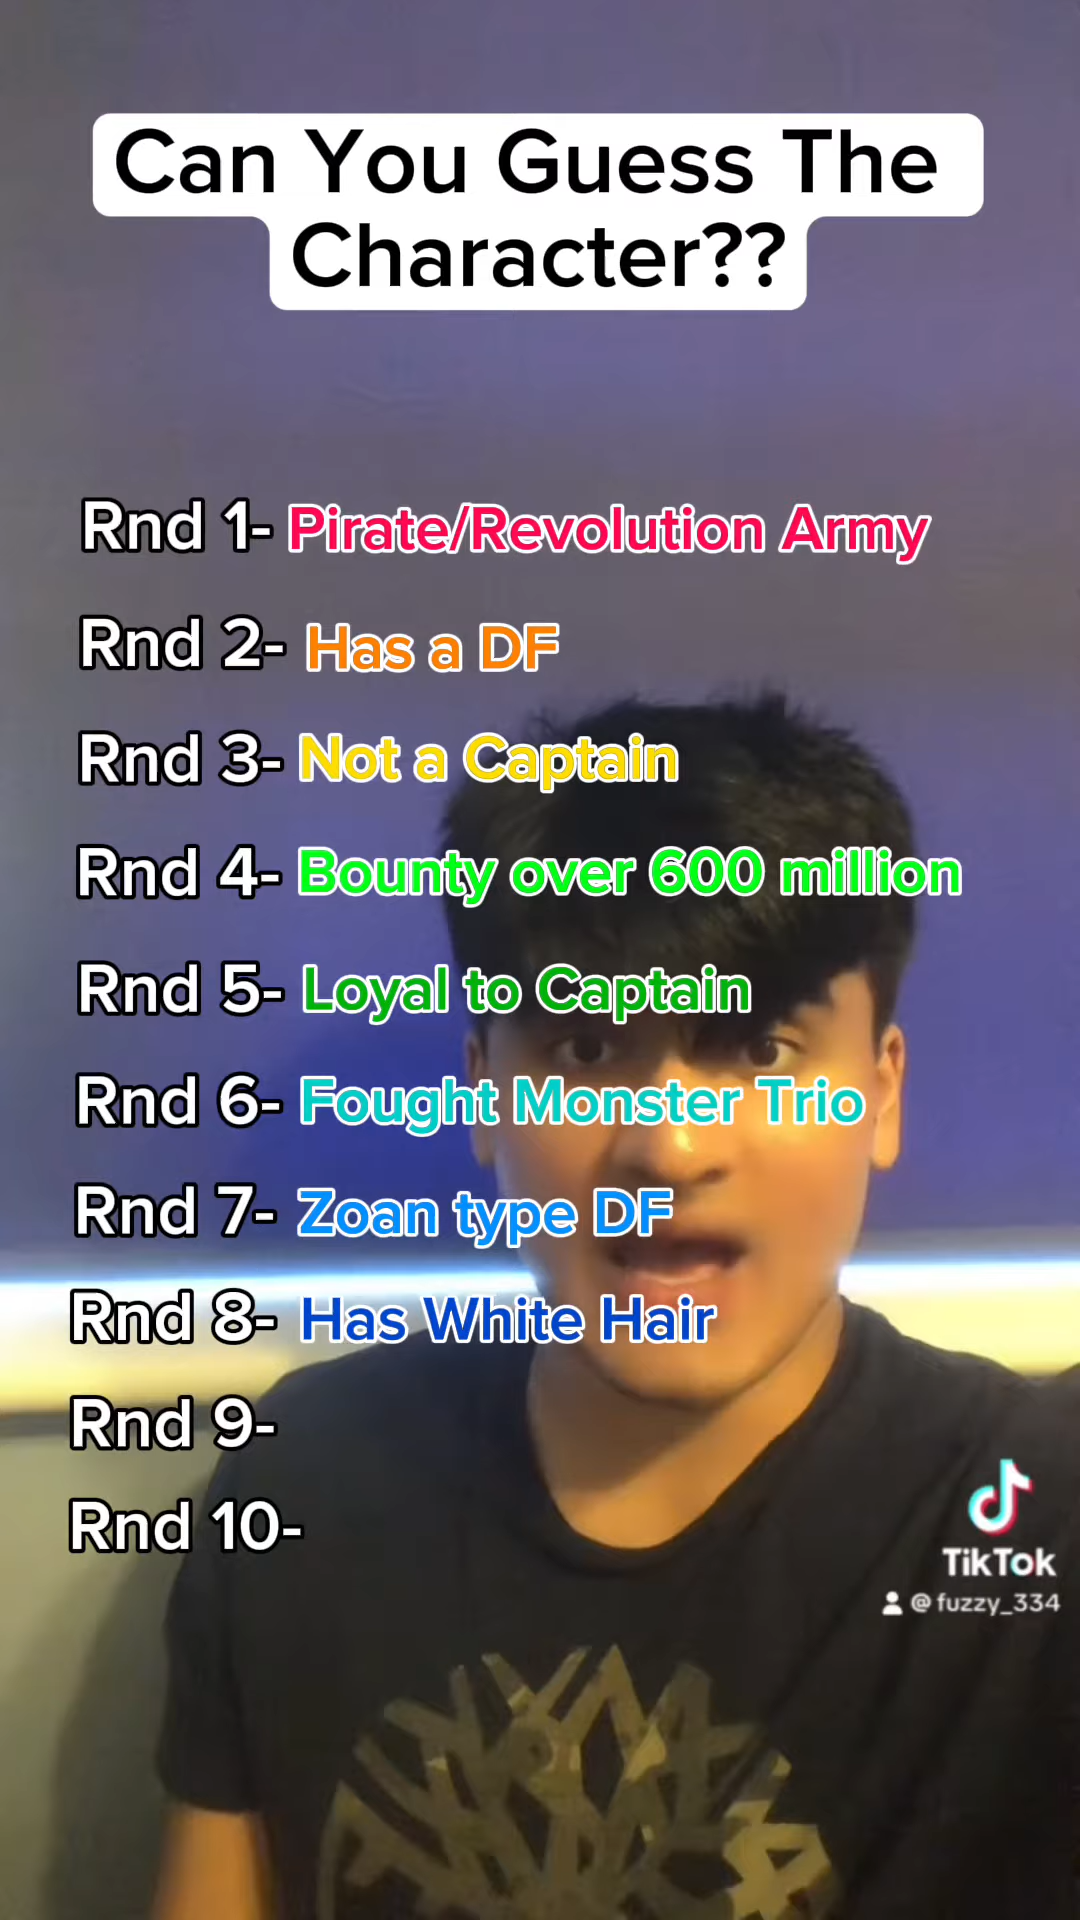 Can You Guess The
Character??
Rnd 1- Pirate/Revolution Army
Rnd 2- Has a DF
Rnd 3- Not a Captain
Rnd 4- Bounty over 600 million
Rnd 5- Loyal to Captain
Rnd 6- Fought Monster Trio
Rnd 7- Zoan type DF
Rnd 8- Has White Hair
Rnd 9-
Rnd 10-
TikTok
@fuzzy_334